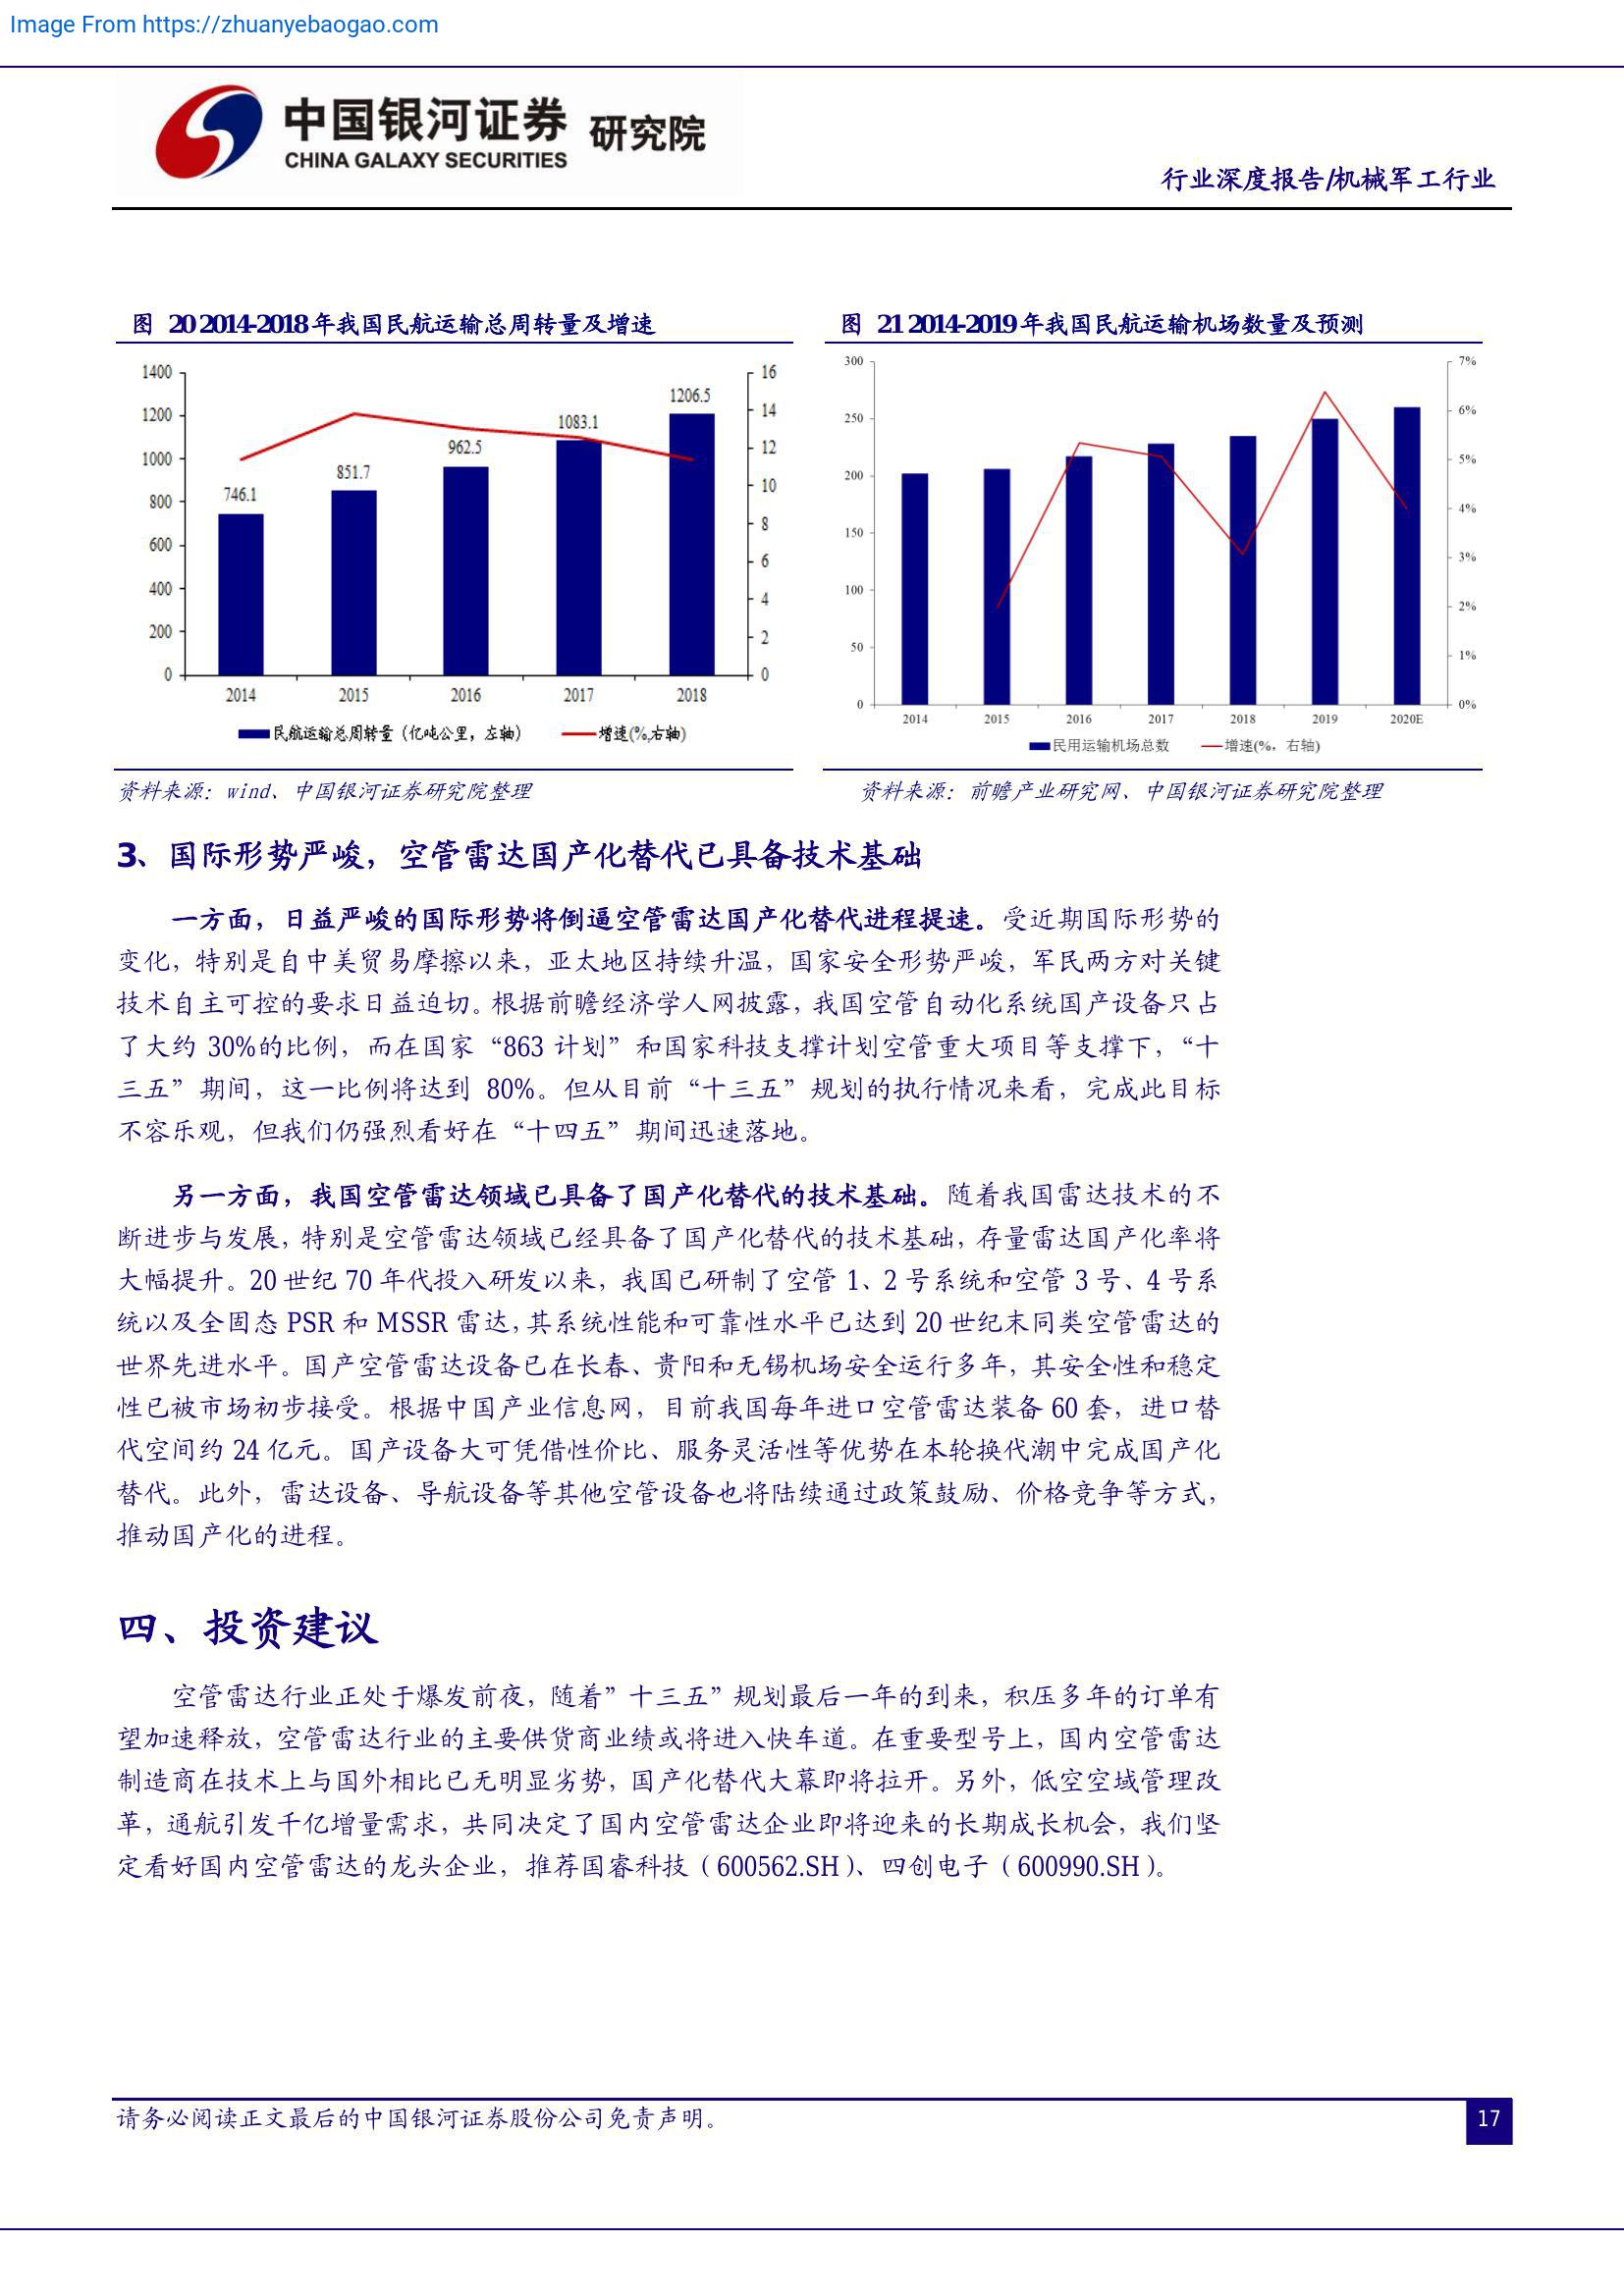 Image From https://zhuanyebaogao.com
中国银河证券 研究院
CHINA GALAXY SECURITIES
行业深度报告/机械军工行业
图 20 2014-2018年我国民航运输总周转量及增速
1400
1200
1000
800
600
400
200
0
16
14
12
10
8
6
4
2
0
746.1
851.7
962.5
1083.1
1206.5
2014 2015 2016 2017 2018
民航运输总周转量（亿吨公里，左轴） 增速(%,右轴)
资料来源：wind、中国银河证券研究院整理
图 21 2014-2019年我国民航运输机场数量及预测
300
250
200
150
100
50
0
7%
6%
5%
4%
3%
2%
1%
0%
2014 2015 2016 2017 2018 2019 2020E
民用运输机场总数 增速(%，右轴)
资料来源：前瞻产业研究网、中国银河证券研究院整理
3、国际形势严峻，空管雷达国产化替代已具备技术基础
一方面，日益严峻的国际形势将倒逼空管雷达国产化替代进程提速。受近期国际形势的
变化，特别是自中美贸易摩擦以来，亚太地区持续升温，国家安全形势严峻，军民两方对关键
技术自主可控的要求日益迫切。根据前瞻经济学人网披露，我国空管自动化系统国产设备只占
了大约 30%的比例，而在国家“863 计划”和国家科技支撑计划空管重大项目等支撑下，“十
三五”期间，这一比例将达到 80%。但从目前“十三五”规划的执行情况来看，完成此目标
不容乐观，但我们仍强烈看好在“十四五”期间迅速落地。
另一方面，我国空管雷达领域已具备了国产化替代的技术基础。随着我国雷达技术的不
断进步与发展，特别是空管雷达领域已经具备了国产化替代的技术基础，存量雷达国产化率将
大幅提升。20 世纪 70 年代投入研发以来，我国已研制了空管 1、2 号系统和空管 3 号、4 号系
统以及全固态 PSR 和 MSSR 雷达，其系统性能和可靠性水平已达到 20 世纪末同类空管雷达的
世界先进水平。国产空管雷达设备已在长春、贵阳和无锡机场安全运行多年，其安全性和稳定
性已被市场初步接受。根据中国产业信息网，目前我国每年进口空管雷达装备 60 套，进口替
代空间约 24 亿元。国产设备大可凭借性价比、服务灵活性等优势在本轮换代潮中完成国产化
替代。此外，雷达设备、导航设备等其他空管设备也将陆续通过政策鼓励、价格竞争等方式，
推动国产化的进程。
四、投资建议
空管雷达行业正处于爆发前夜，随着”十三五”规划最后一年的到来，积压多年的订单有
望加速释放，空管雷达行业的主要供货商业绩或将进入快车道。在重要型号上，国内空管雷达
制造商在技术上与国外相比已无明显劣势，国产化替代大幕即将拉开。另外，低空空域管理改
革，通航引发千亿增量需求，共同决定了国内空管雷达企业即将迎来的长期成长机会，我们坚
定看好国内空管雷达的龙头企业，推荐国睿科技（600562.SH）、四创电子（600990.SH）。
请务必阅读正文最后的中国银河证券股份公司免责声明。
17